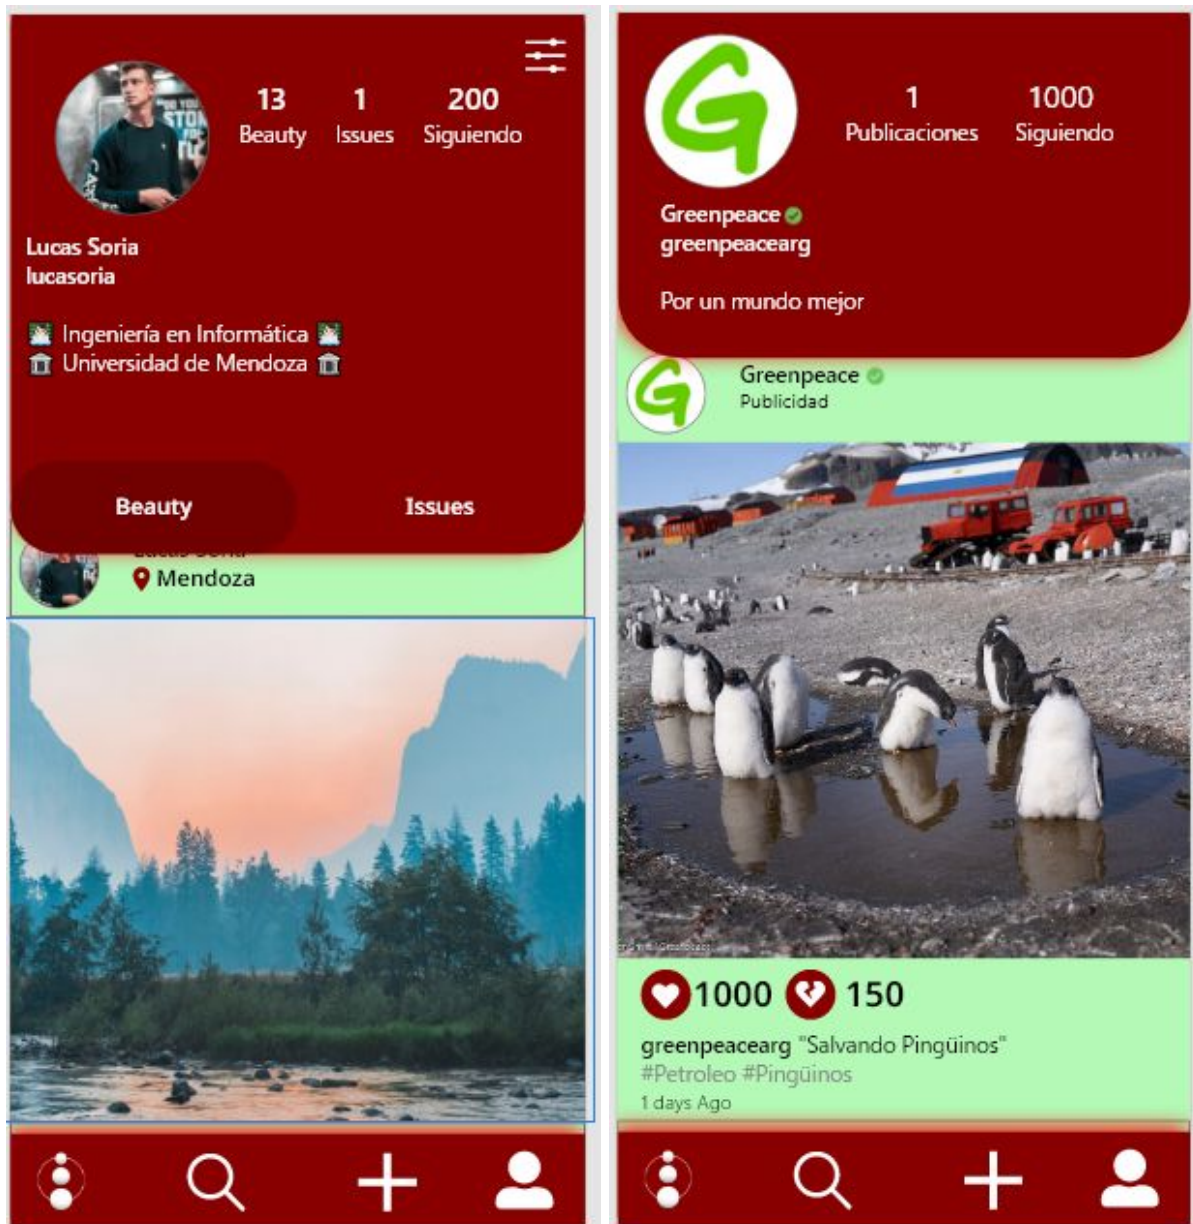 13 1 200
Beauty Issues Siguiendo
Lucas Soria
lucasoria
Ingeniería en Informática
Universidad de Mendoza
Beauty Issues
Mendoza
1 1000
Publicaciones Siguiendo
Greenpeace
greenpeacearg
Por un mundo mejor
Greenpeace
Publicidad
1000 150
greenpeacearg "Salvando Pingüinos"
#Petroleo #Pingüinos
1 days Ago